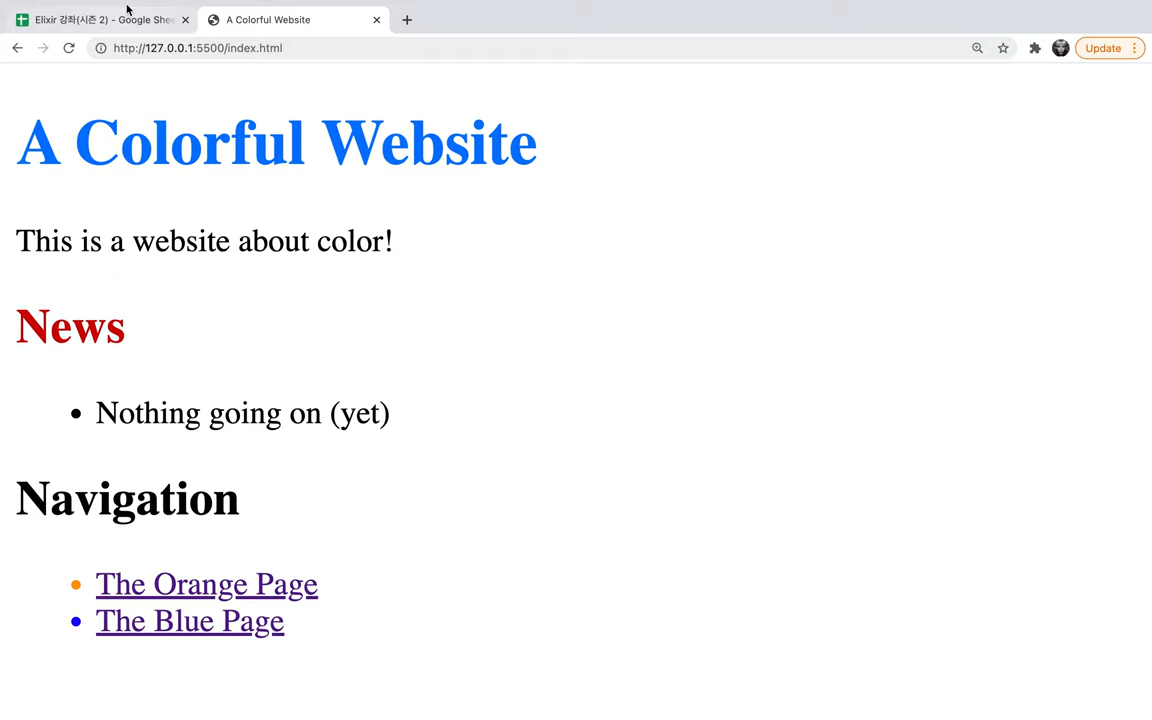 Elixir 강좌(시즌 2) - Google Shee
A Colorful Website
http://127.0.0.1:5500/index.html
Update
A Colorful Website
This is a website about color!
News
• Nothing going on (yet)
Navigation
• The Orange Page
• The Blue Page